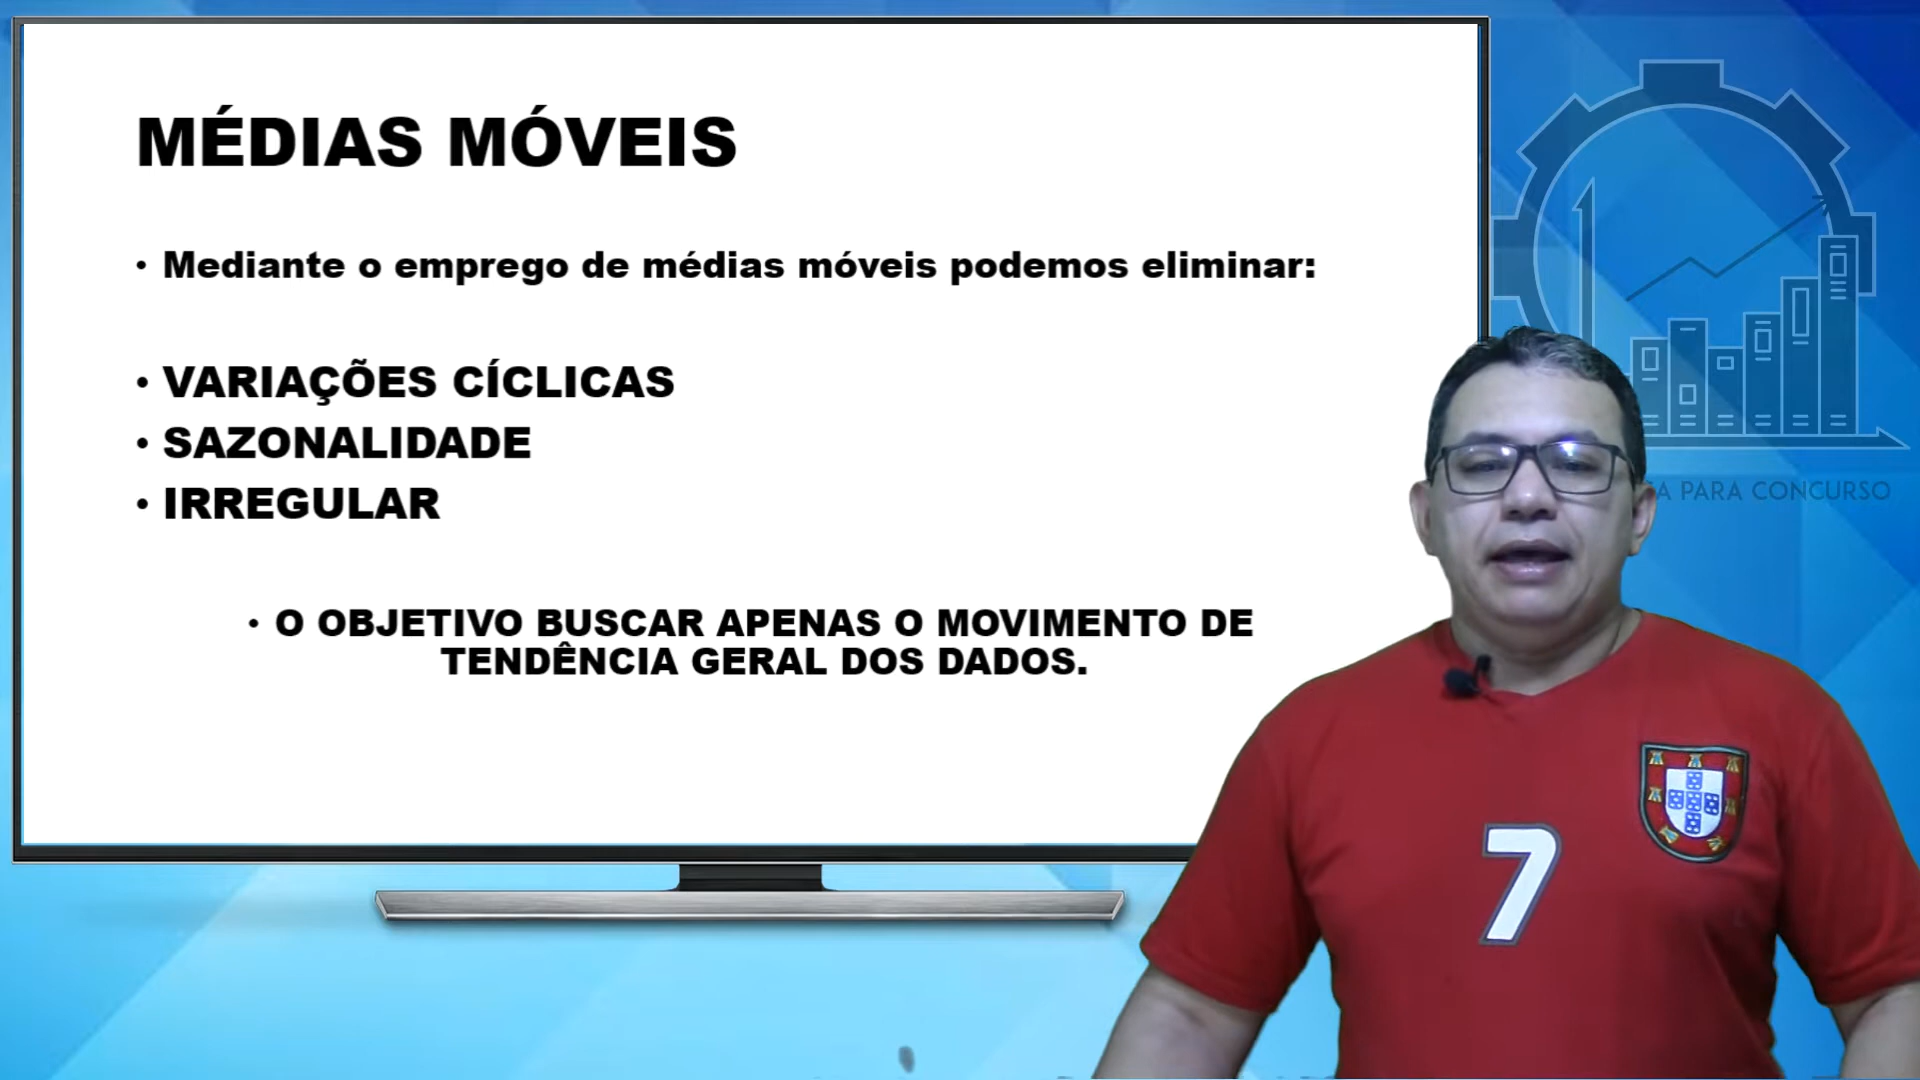 MÉDIAS MÓVEIS
• Mediante o emprego de médias móveis podemos eliminar:
• VARIAÇÕES CÍCLICAS
• SAZONALIDADE
• IRREGULAR
• O OBJETIVO BUSCAR APENAS O MOVIMENTO DE
TENDÊNCIA GERAL DOS DADOS.
PARA CONCURSO
7